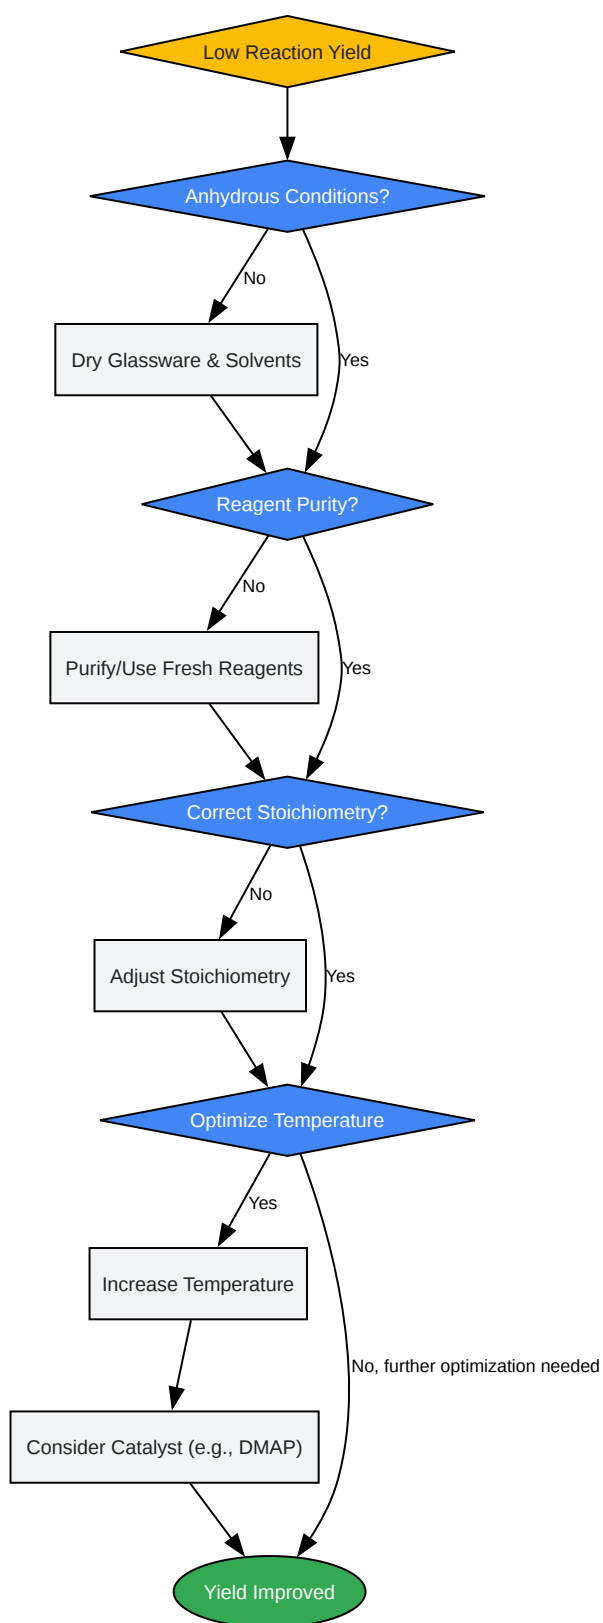 Low Reaction Yield
Anhydrous Conditions?
No
Dry Glassware & Solvents
Yes
Reagent Purity?
No
Purify/Use Fresh Reagents
Yes
Correct Stoichiometry?
No
Adjust Stoichiometry
Yes
Optimize Temperature
Yes
Increase Temperature
No, further optimization needed
Consider Catalyst (e.g., DMAP)
Yield Improved